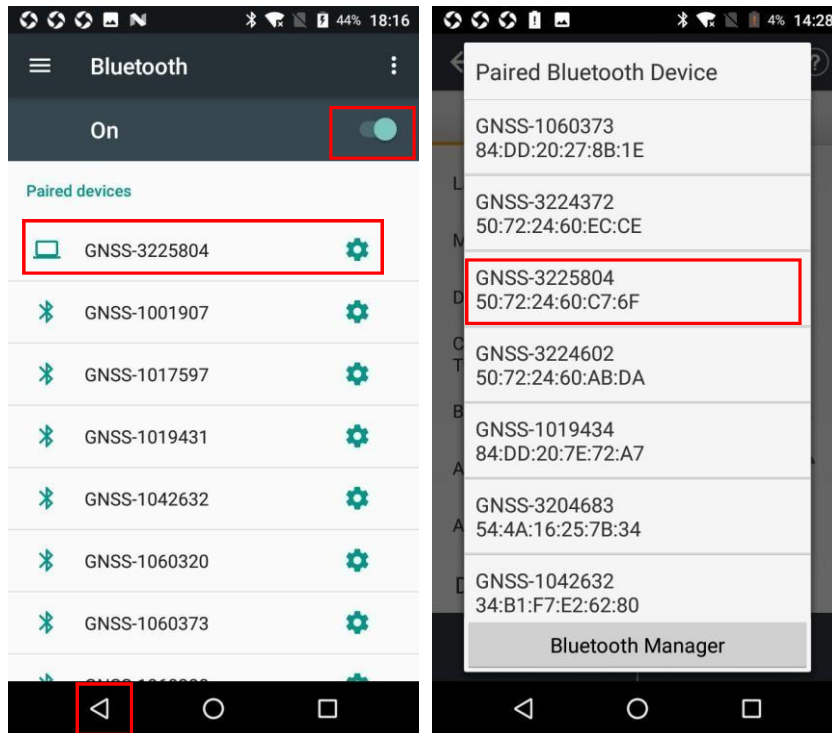 44% 18:16
Bluetooth
On
Paired devices
GNSS-3225804
GNSS-1001907
GNSS-1017597
GNSS-1019431
GNSS-1042632
GNSS-1060320
GNSS-1060373
4% 14:28
Paired Bluetooth Device
GNSS-1060373
84:DD:20:27:8B:1E
GNSS-3224372
50:72:24:60:EC:CE
GNSS-3225804
50:72:24:60:C7:6F
GNSS-3224602
50:72:24:60:AB:DA
GNSS-1019434
84:DD:20:7E:72:A7
GNSS-3204683
54:4A:16:25:7B:34
GNSS-1042632
34:B1:F7:E2:62:80
Bluetooth Manager